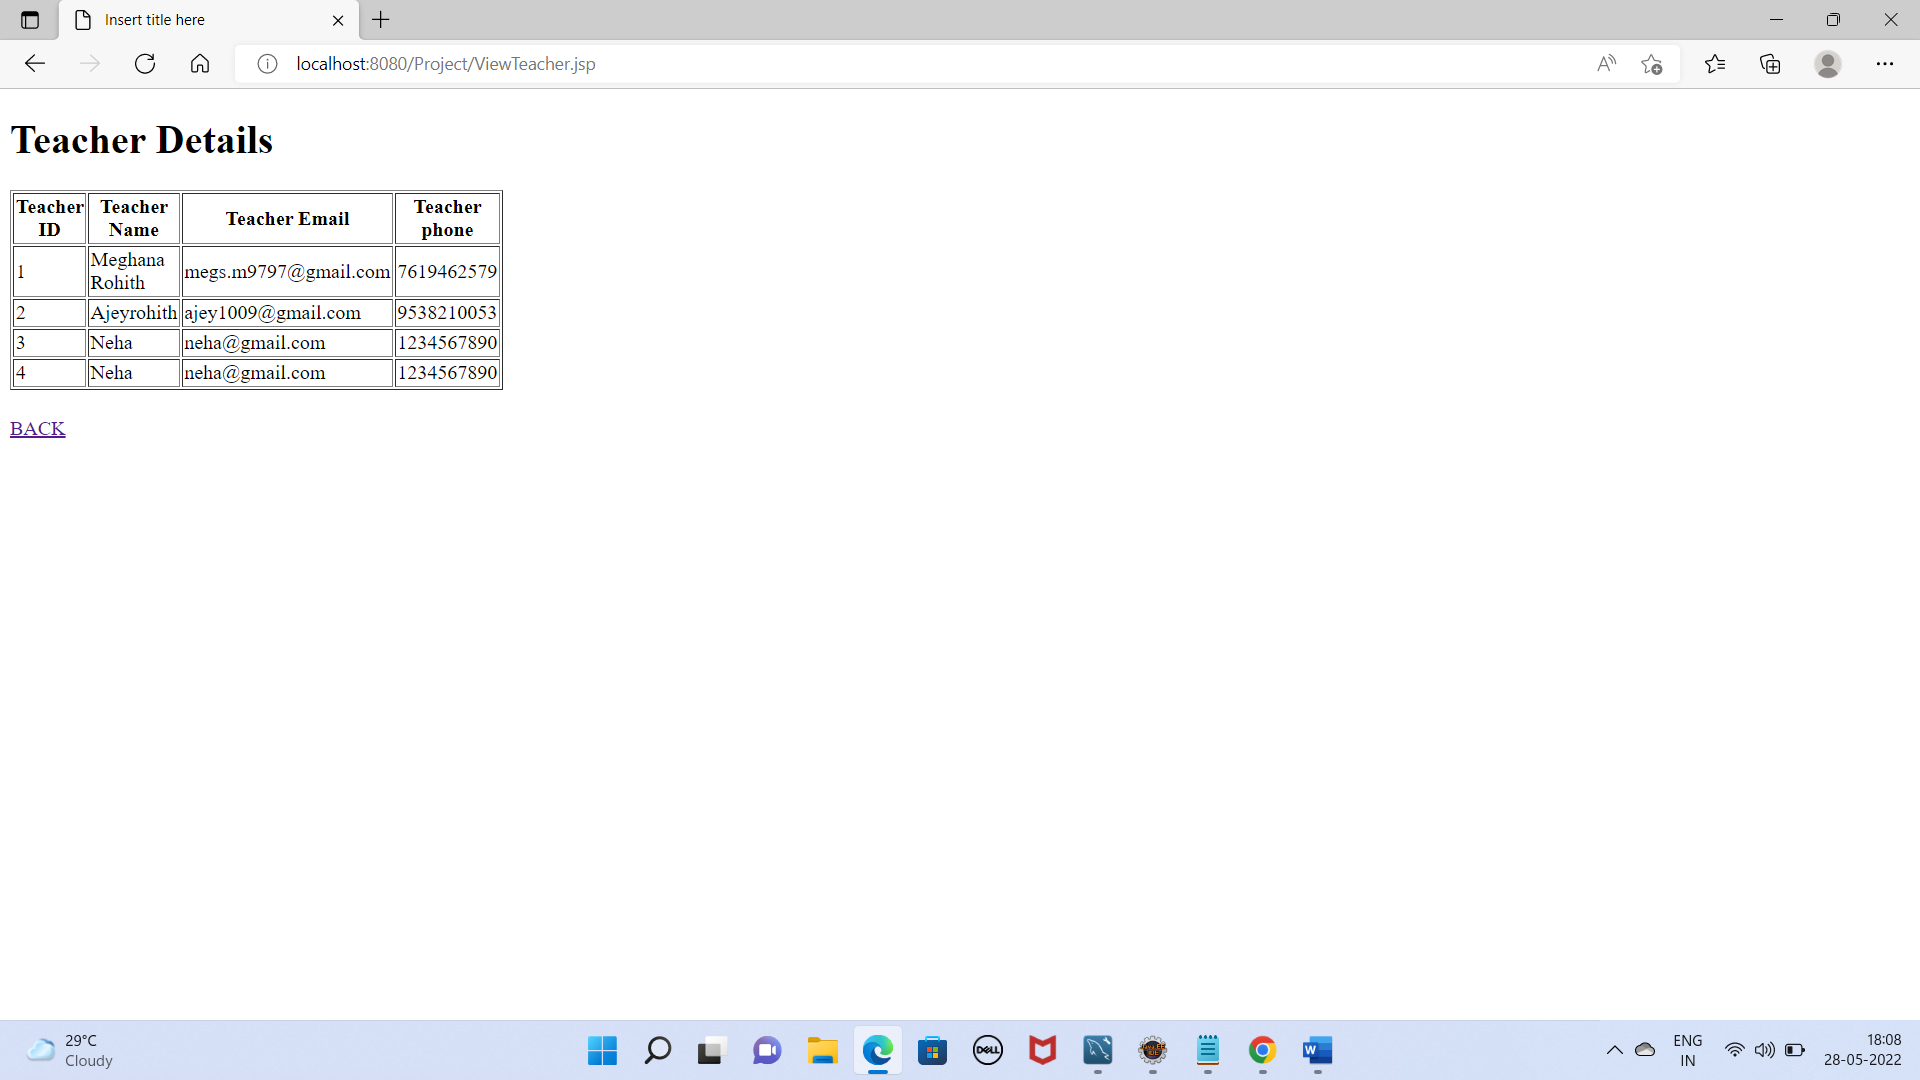 Insert title here
localhost:8080/Project/ViewTeacher.jsp
Teacher Details
Teacher ID Teacher Name Teacher Email Teacher phone
1 Meghana Rohith megs.m9797@gmail.com 7619462579
2 Ajeyrohith ajey1009@gmail.com 9538210053
3 Neha neha@gmail.com 1234567890
4 Neha neha@gmail.com 1234567890
BACK
29°C
Cloudy
DELL
W
ENG
IN
18:08
28-05-2022